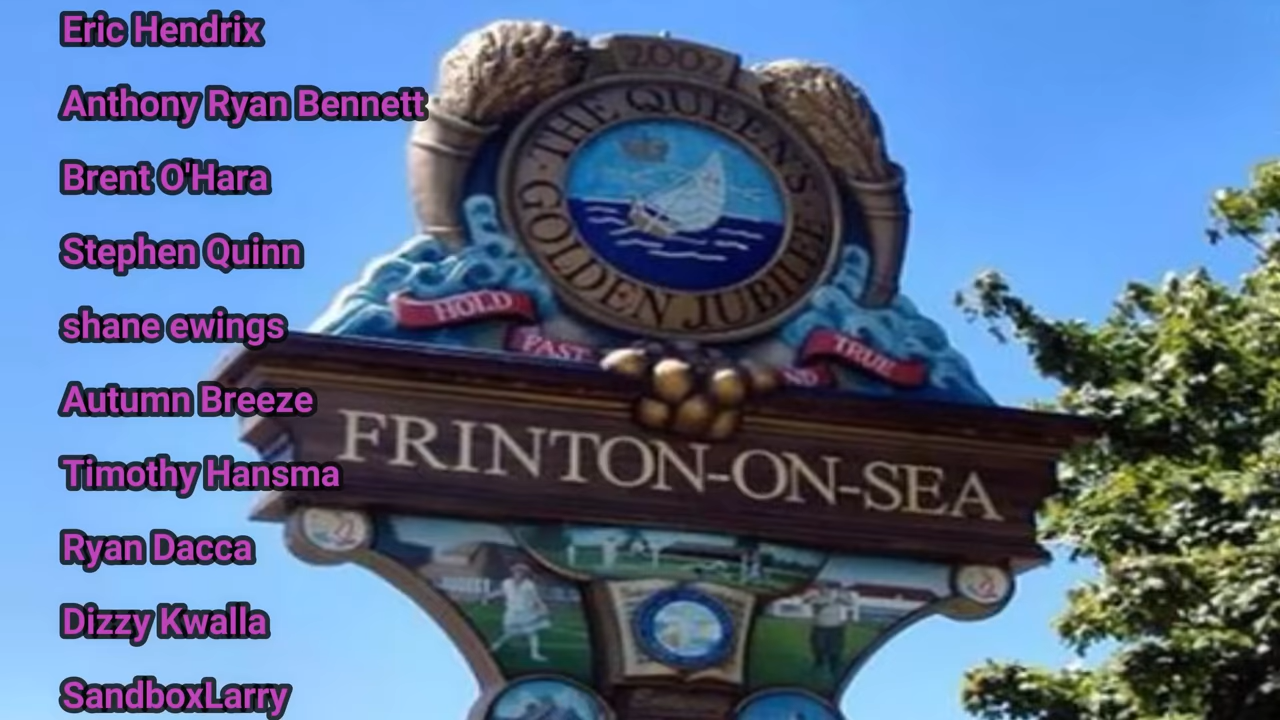 Eric Hendrix
Anthony Ryan Bennett
Brent O'Hara
Stephen Quinn
shane ewings
Autumn Breeze
Timothy Hansma
Ryan Dacca
Dizzy Kwalla
SandboxLarry
2002
· THE QUEEN'S ·
GOLDEN JUBILEE
HOLD
PAST
TRUE
FRINTON-ON-SEA